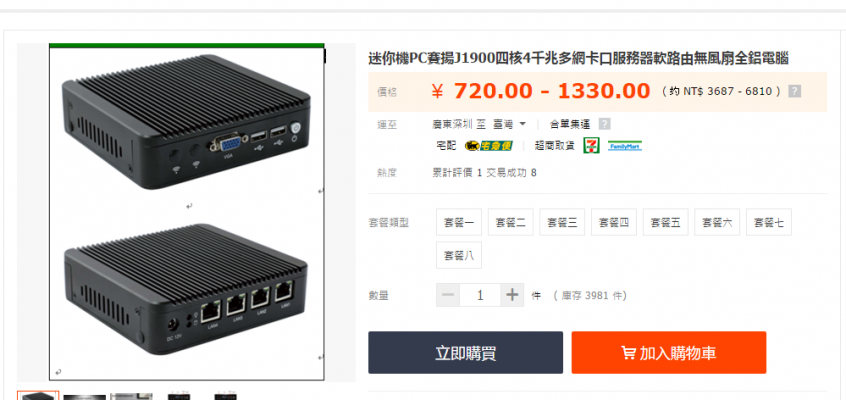 迷你機PC賽揚J1900四核4千兆多網卡口服務器軟路由無風扇全鋁電腦
價格 ¥ 720.00 - 1330.00 ( 約 NT$ 3687 - 6810 ) ?
運至 廣東深圳 至 臺灣 合單集運 ?
宅配 宅急便 超商取貨 7 FamilyMart
熱度 累計評價 1 交易成功 8
套餐類型 套餐一 套餐二 套餐三 套餐四 套餐五 套餐六 套餐七
套餐八
數量 — 1 + 件 ( 庫存 3981 件)
立即購買 加入購物車
VGA
DC 12V LAN4 LAN3 LAN2 LAN1